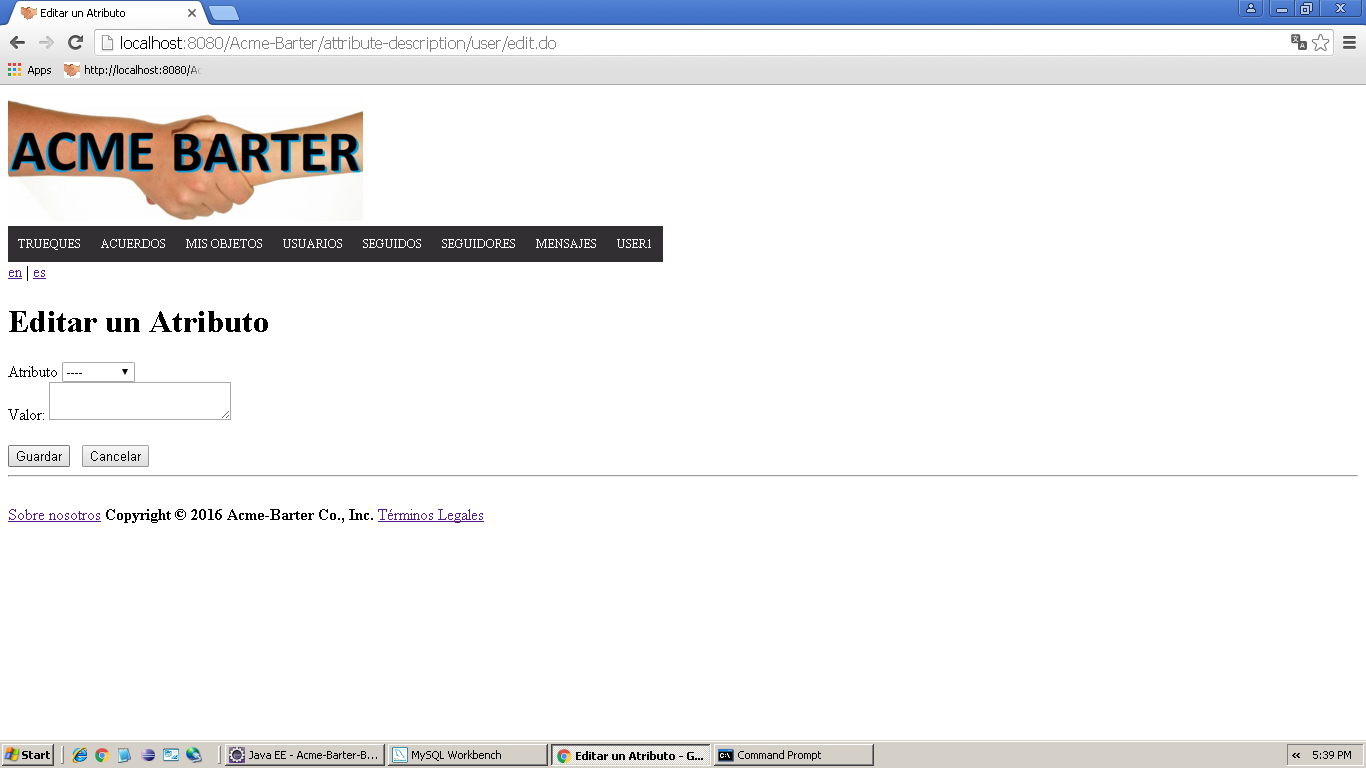 Editar un Atributo
localhost:8080/Acme-Barter/attribute-description/user/edit.do
Apps http://localhost:8080/Ac
ACME BARTER
TRUEQUES ACUERDOS MIS OBJETOS USUARIOS SEGUIDOS SEGUIDORES MENSAJES USER1
en | es
Editar un Atributo
Atributo ----
Valor:
Guardar Cancelar
Sobre nosotros Copyright © 2016 Acme-Barter Co., Inc. Términos Legales
Start Java EE - Acme-Barter-B... MySQL Workbench Editar un Atributo - G... Command Prompt « 5:39 PM